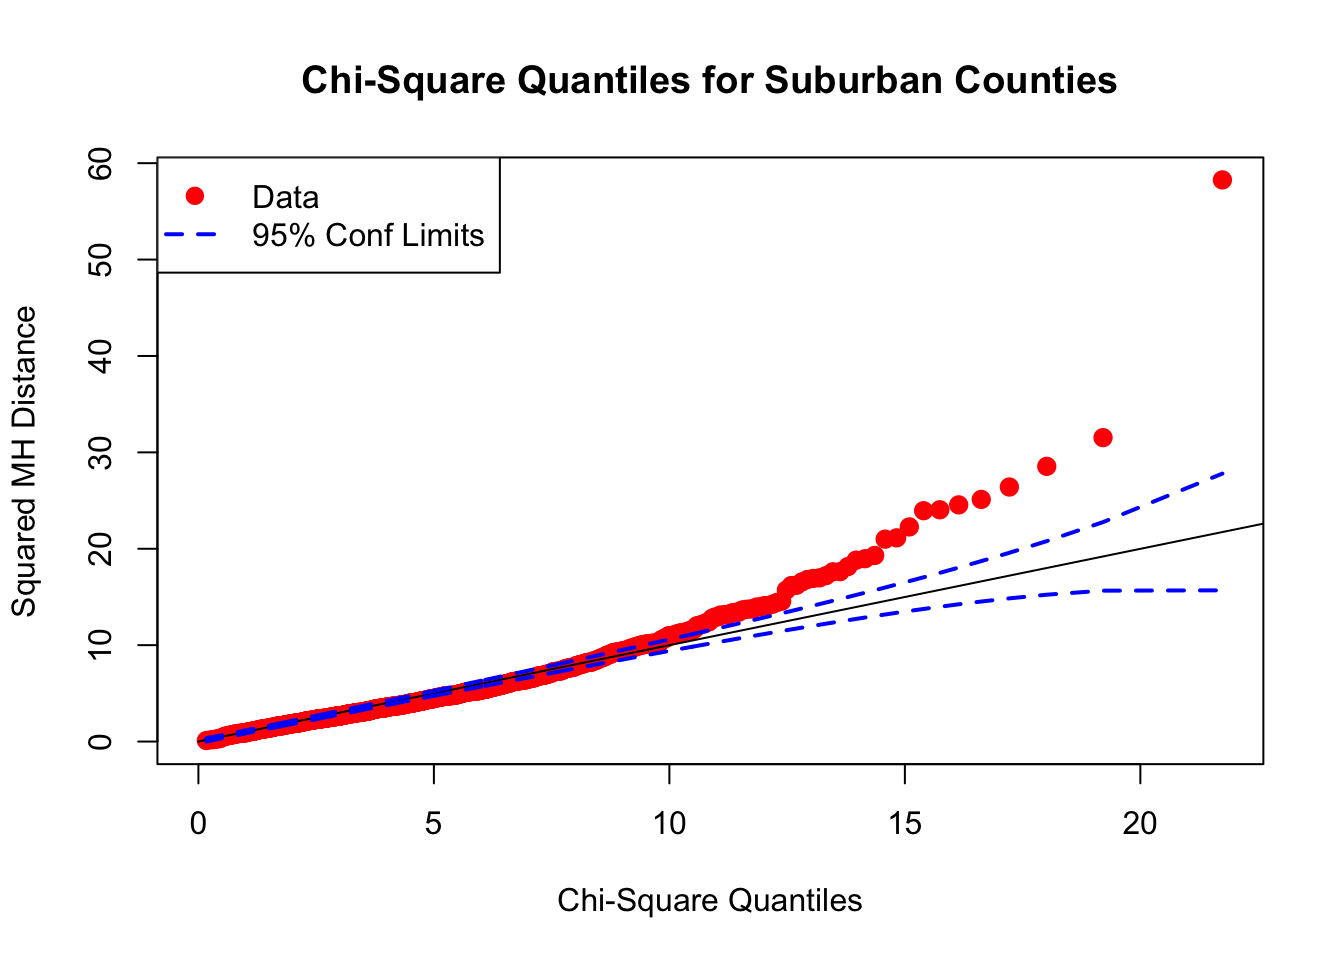 Chi-Square Quantiles for Suburban Counties
Data
95% Conf Limits
Squared MH Distance
60
50
40
30
20
10
0
0 5 10 15 20
Chi-Square Quantiles